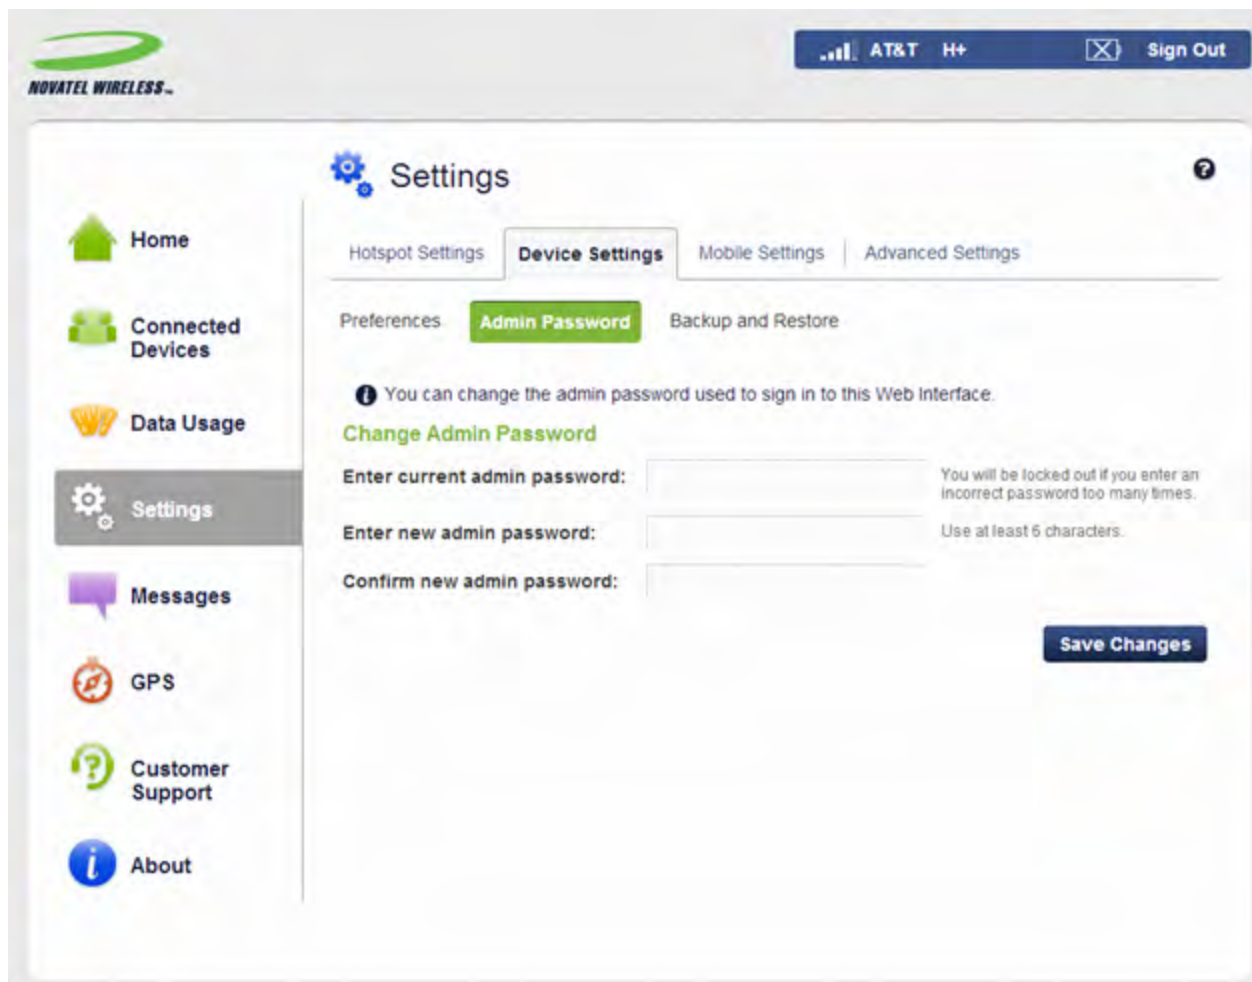 NOVATEL WIRELESS™
AT&T H+ Sign Out
Settings
Home
Connected
Devices
Data Usage
Settings
Messages
GPS
Customer
Support
About
Hotspot Settings Device Settings Mobile Settings Advanced Settings
Preferences Admin Password Backup and Restore
You can change the admin password used to sign in to this Web Interface.
Change Admin Password
Enter current admin password:
You will be locked out if you enter an
incorrect password too many times.
Enter new admin password:
Use at least 6 characters.
Confirm new admin password:
Save Changes